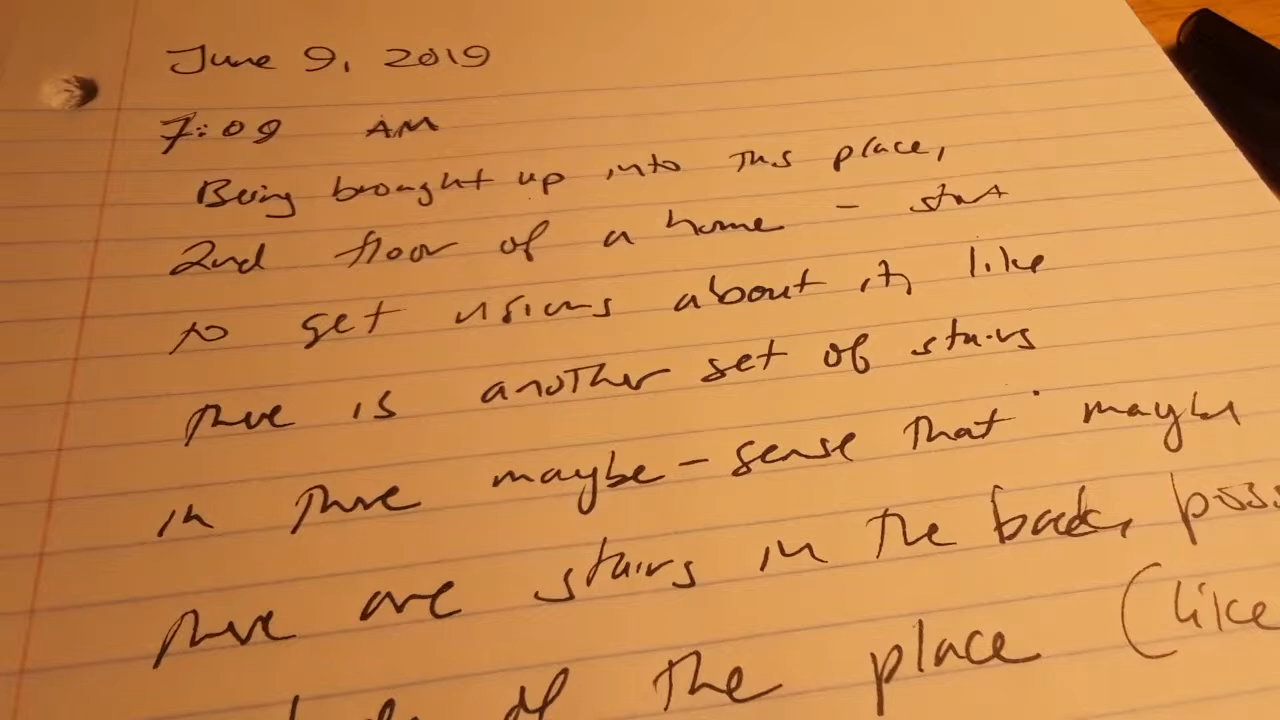 June 9, 2019
7:09 AM
Being brought up into this place,
2nd floor of a home - start
to get visions about it, like
there is another set of stairs
in there maybe - sense that maybe
there are stairs in the back, poss
of the place (like